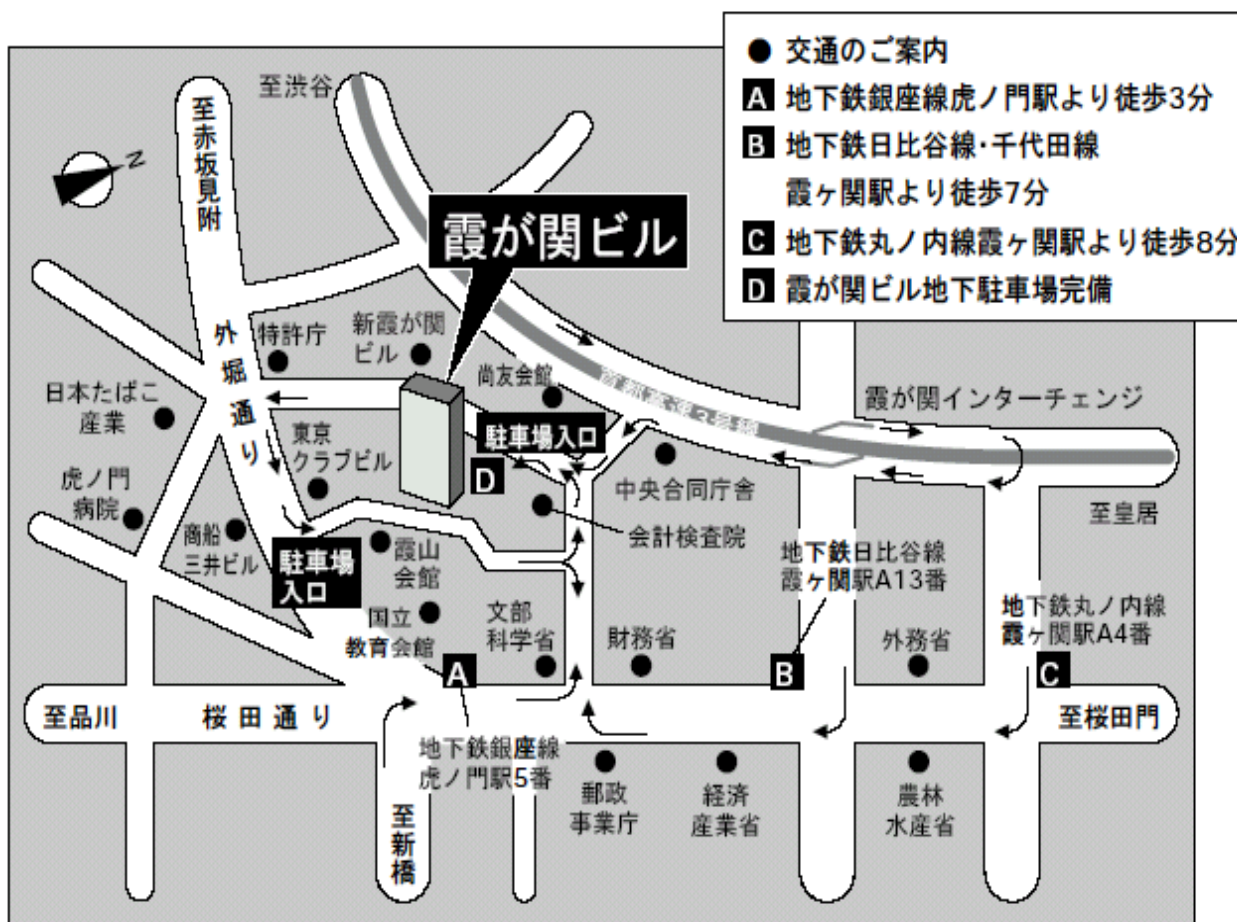 ● 交通のご案内
A 地下鉄銀座線虎ノ門駅より徒歩3分
B 地下鉄日比谷線・千代田線
霞ヶ関駅より徒歩7分
C 地下鉄丸ノ内線霞ヶ関駅より徒歩8分
D 霞が関ビル地下駐車場完備
至渋谷
至赤坂見附
N
霞が関ビル
外堀通り
特許庁
新霞が関
ビル
尚友会館
首都高速3号線
霞が関インターチェンジ
日本たばこ
産業
東京
クラブビル
駐車場入口
D
中央合同庁舎
虎ノ門
病院
商船
三井ビル
駐車場
入口
霞山
会館
会計検査院
至皇居
地下鉄日比谷線
霞ヶ関駅A13番
地下鉄丸ノ内線
霞ヶ関駅A4番
国立
教育会館
文部
科学省
財務省
外務省
A
B
C
至品川
桜田通り
至桜田門
地下鉄銀座線
虎ノ門駅5番
至新橋
郵政
事業庁
経済
産業省
農林
水産省